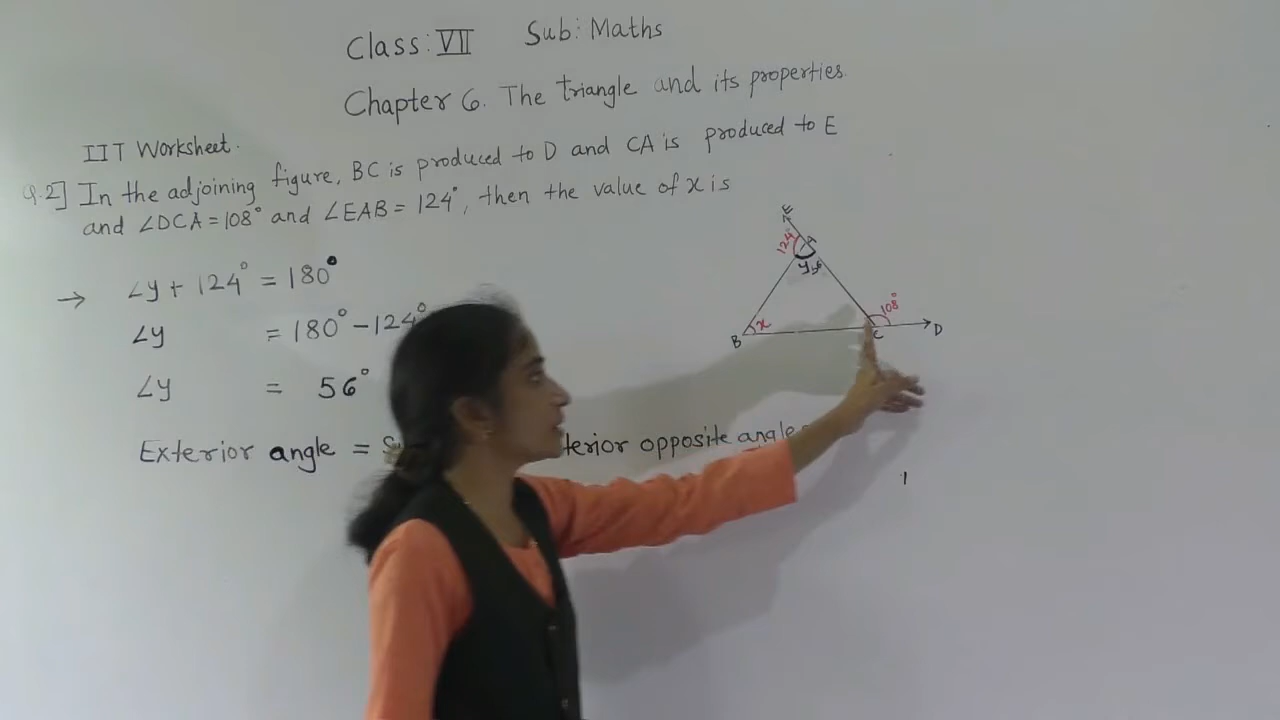 Class: VII Sub: Maths
Chapter 6. The triangle and its properties.
IIT Worksheet.
Q.2] In the adjoining figure, BC is produced to D and CA is produced to E
and ∠DCA = 108° and ∠EAB = 124°, then the value of x is
→ ∠y + 124° = 180°
∠y = 180° - 124°
∠y = 56°
Exterior angle = opposite angle
E
124°
A
y
x
108°
B
C
D